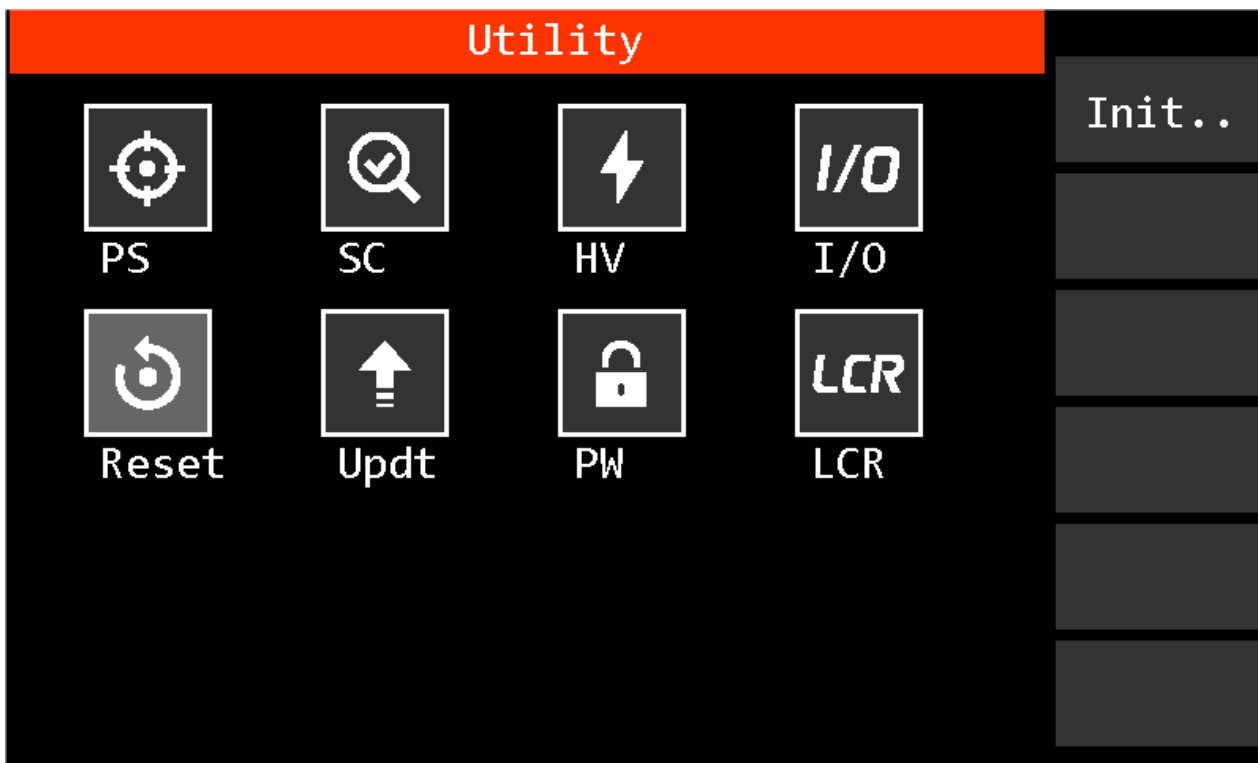 Utility
Init..
I/O
PS SC HV I/O
LCR
Reset Updt PW LCR